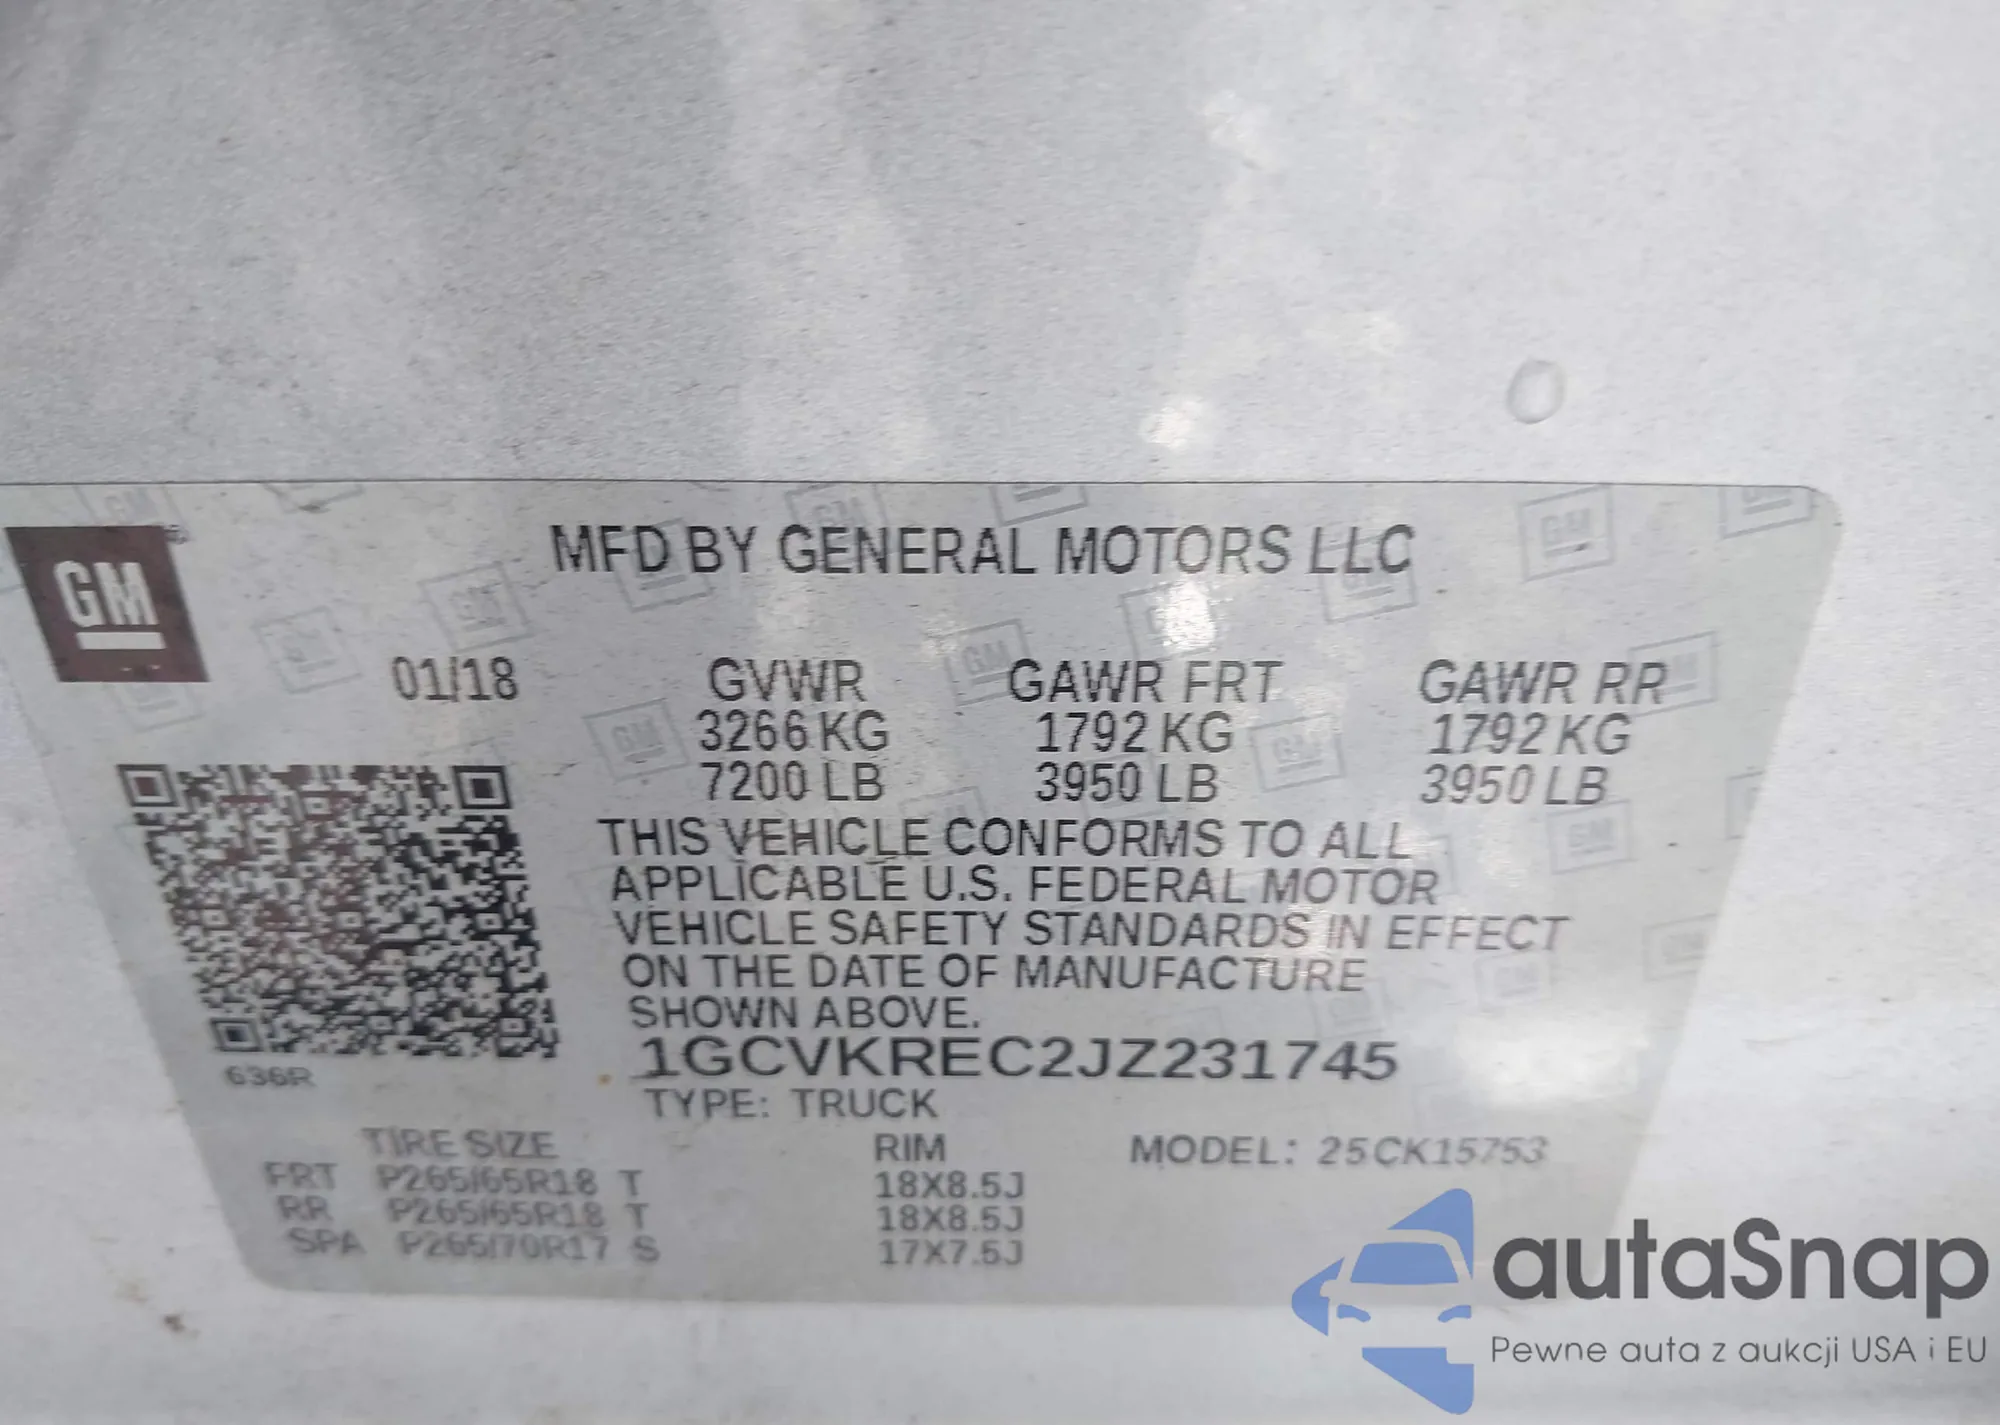 MFD BY GENERAL MOTORS LLC
GM
01/18 GVWR GAWR FRT GAWR RR
3266 KG 1792 KG 1792 KG
7200 LB 3950 LB 3950 LB
THIS VEHICLE CONFORMS TO ALL
APPLICABLE U.S. FEDERAL MOTOR
VEHICLE SAFETY STANDARDS IN EFFECT
ON THE DATE OF MANUFACTURE
SHOWN ABOVE.
1GCVKREC2JZ231745
636R
TYPE: TRUCK
TIRE SIZE RIM MODEL: 25CK15753
FRT P265/65R18 T 18X8.5J
RR P265/65R18 T 18X8.5J
SPA P265/70R17 S 17X7.5J
autaSnap
Pewne auta z aukcji USA i EU